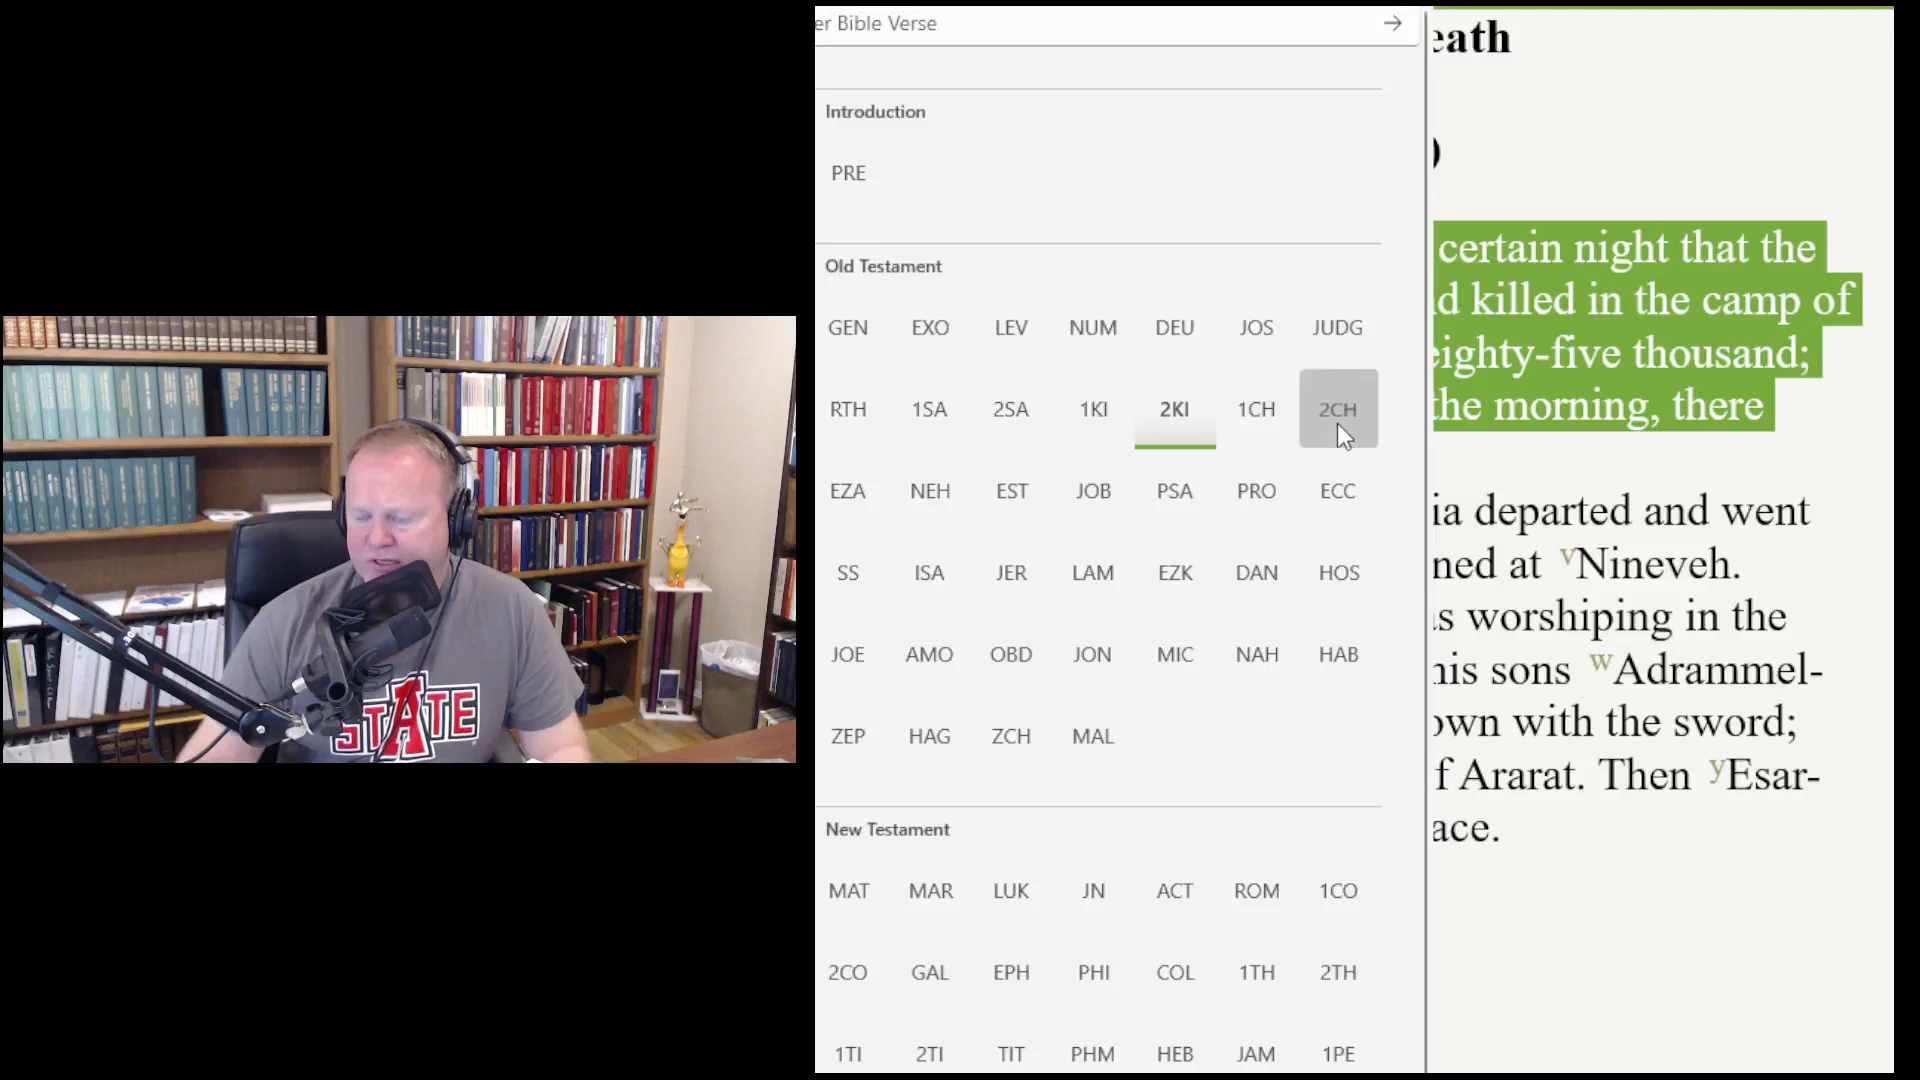 er Bible Verse
Introduction
PRE
Old Testament
GEN EXO LEV NUM DEU JOS JUDG
RTH 1SA 2SA 1KI 2KI 1CH 2CH
EZA NEH EST JOB PSA PRO ECC
SS ISA JER LAM EZK DAN HOS
JOE AMO OBD JON MIC NAH HAB
ZEP HAG ZCH MAL
New Testament
MAT MAR LUK JN ACT ROM 1CO
2CO GAL EPH PHI COL 1TH 2TH
1TI 2TI TIT PHM HEB JAM 1PE
eath
)
certain night that the
d killed in the camp of
eighty-five thousand;
the morning, there
ia departed and went
ned at vNineveh.
as worshiping in the
his sons wAdrammel-
own with the sword;
f Ararat. Then yEsar-
ace.
STATE